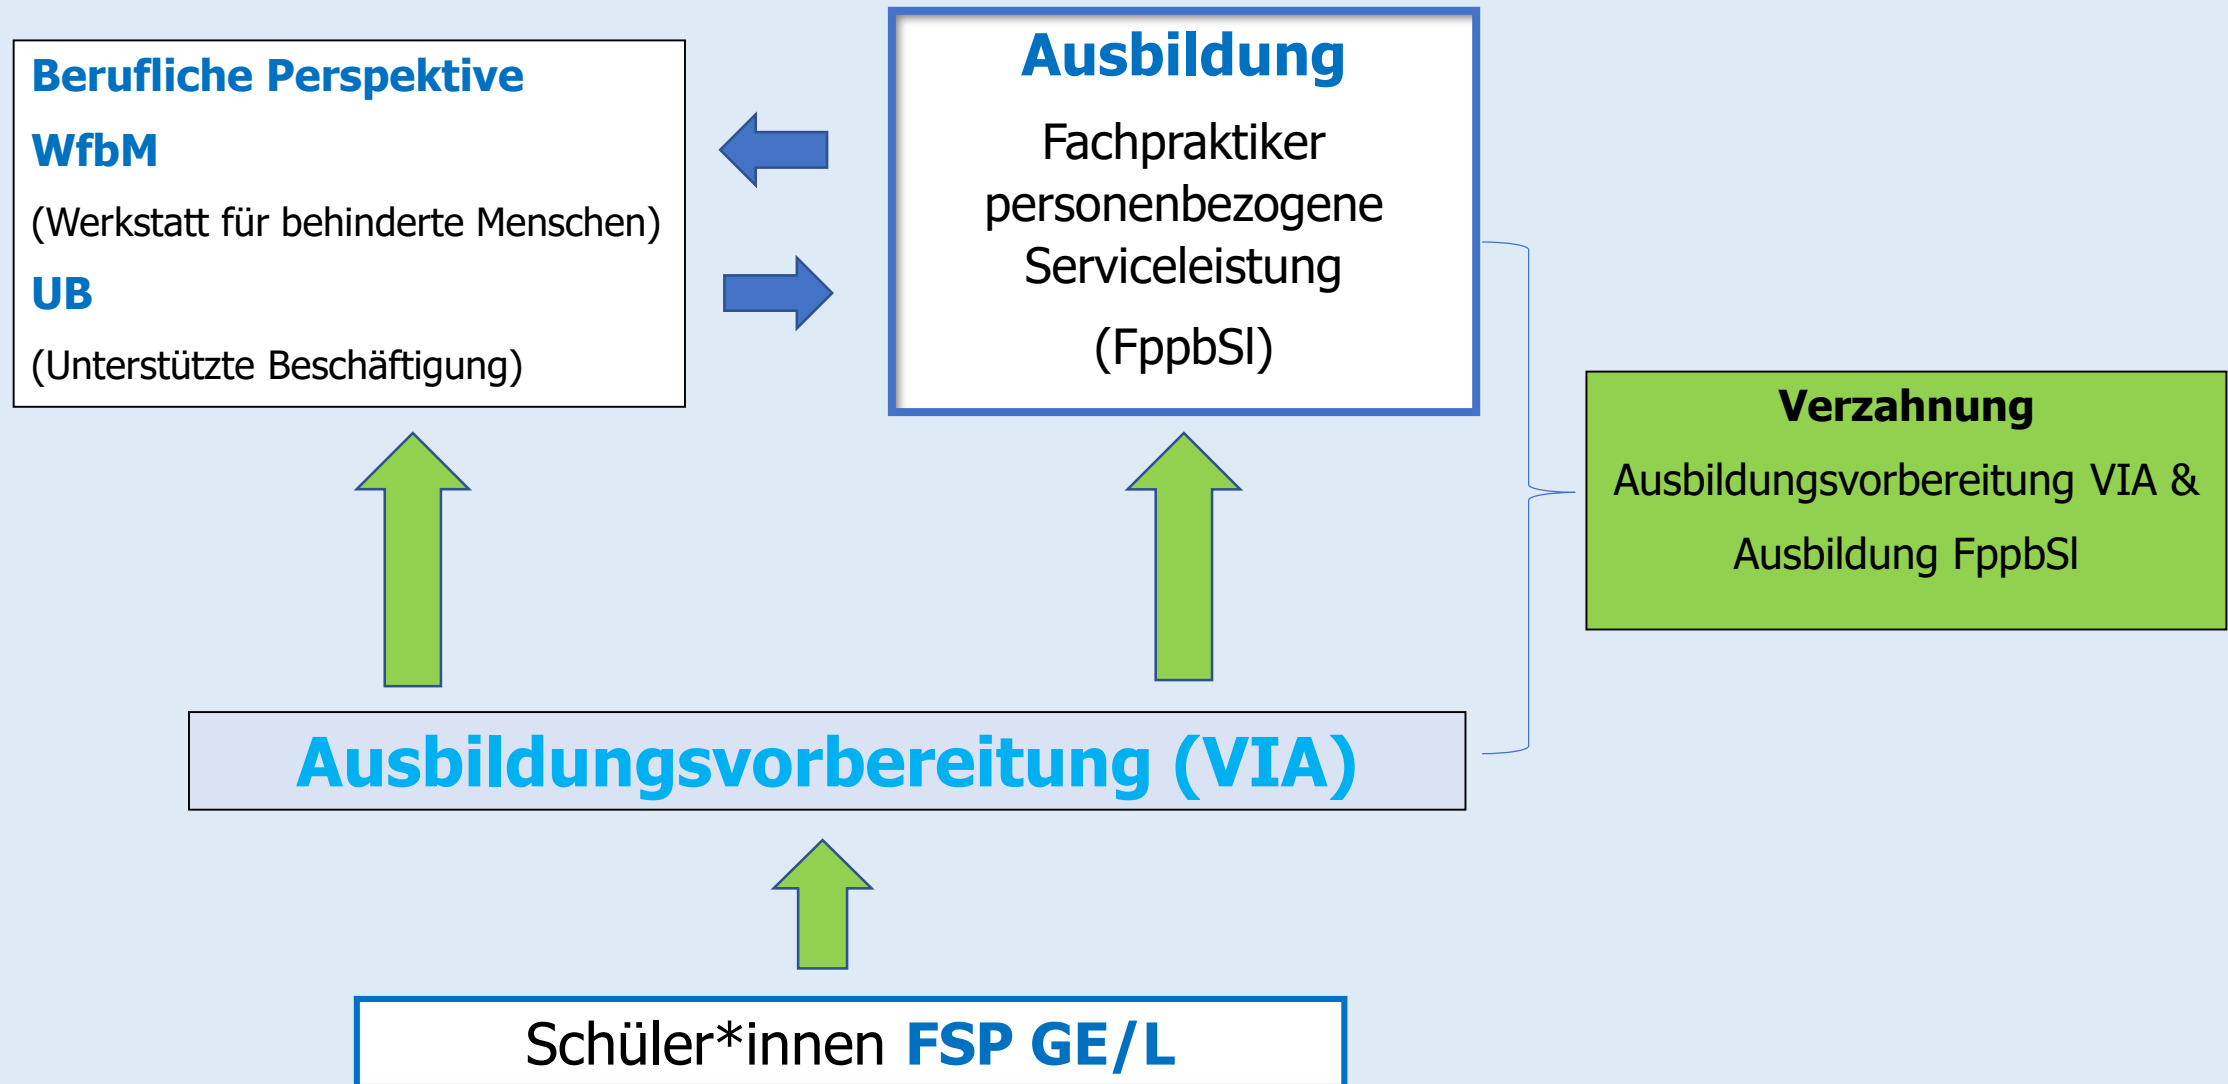 Berufliche Perspektive
WfbM
(Werkstatt für behinderte Menschen)
UB
(Unterstützte Beschäftigung)
Ausbildung
Fachpraktiker
personenbezogene
Serviceleistung
(FppbSl)
Verzahnung
Ausbildungsvorbereitung VIA &
Ausbildung FppbSl
Ausbildungsvorbereitung (VIA)
Schüler*innen FSP GE/L